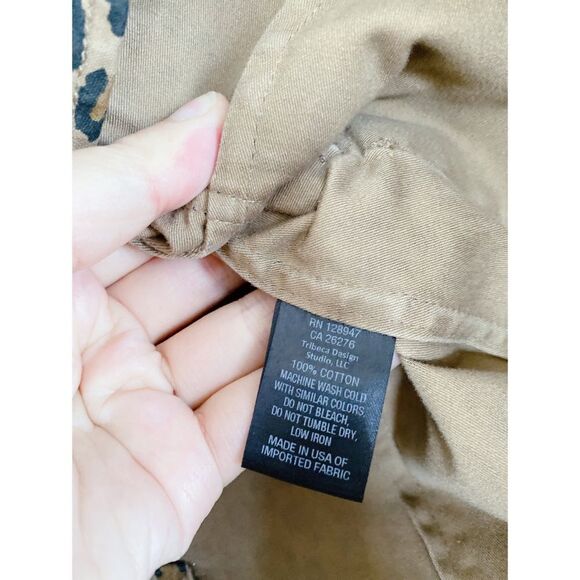 RN 128947
CA 26276
Tribeca Design
Studio, LLC
100% COTTON
MACHINE WASH COLD
WITH SIMILAR COLORS
DO NOT BLEACH,
DO NOT TUMBLE DRY,
LOW IRON
MADE IN USA OF
IMPORTED FABRIC